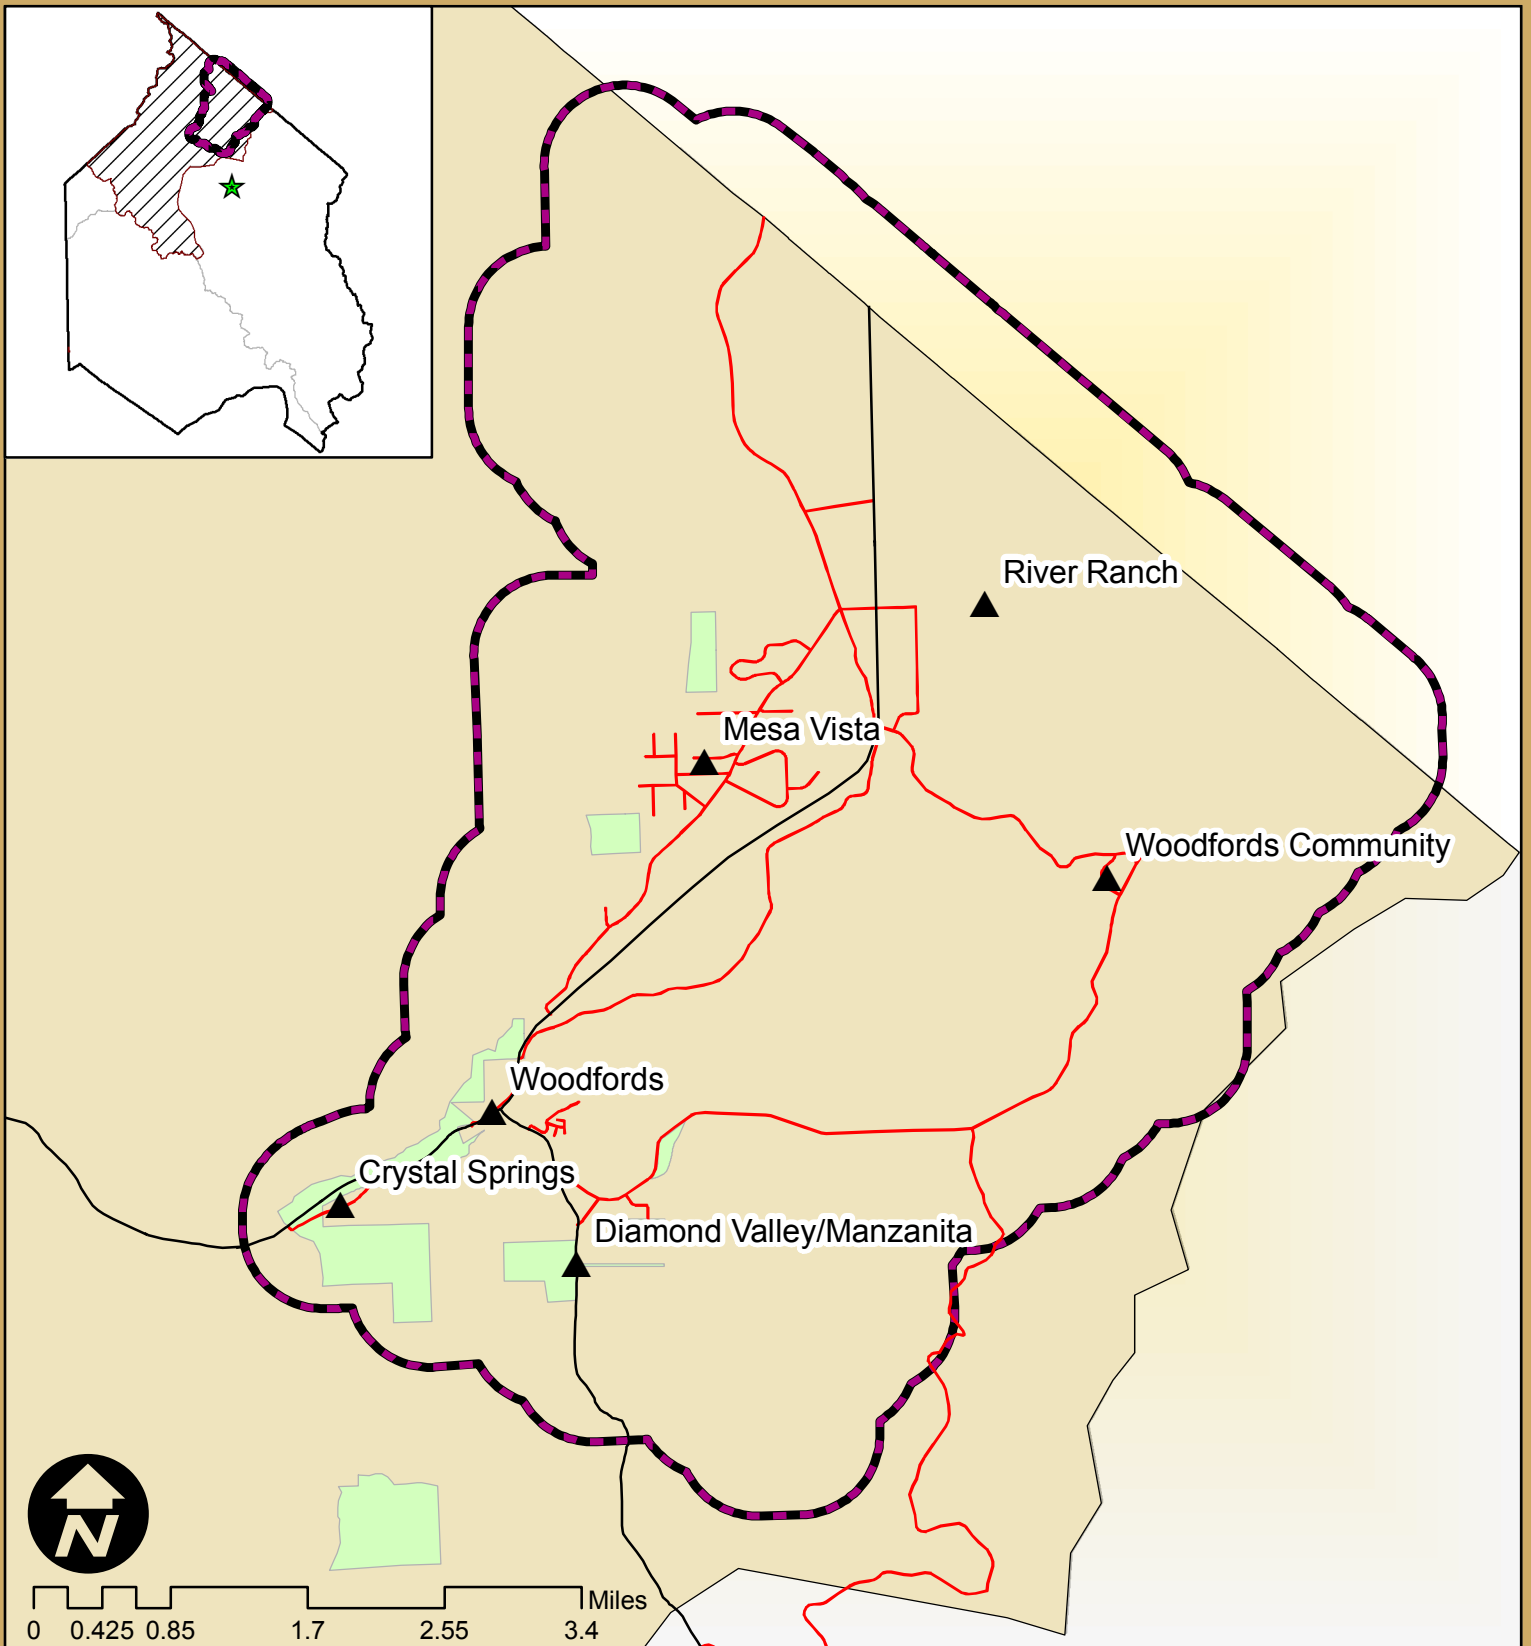 River Ranch
Mesa Vista
Woodfords Community
Woodfords
Crystal Springs
Diamond Valley/Manzanita
N
Miles
0 0.425 0.85 1.7 2.55 3.4